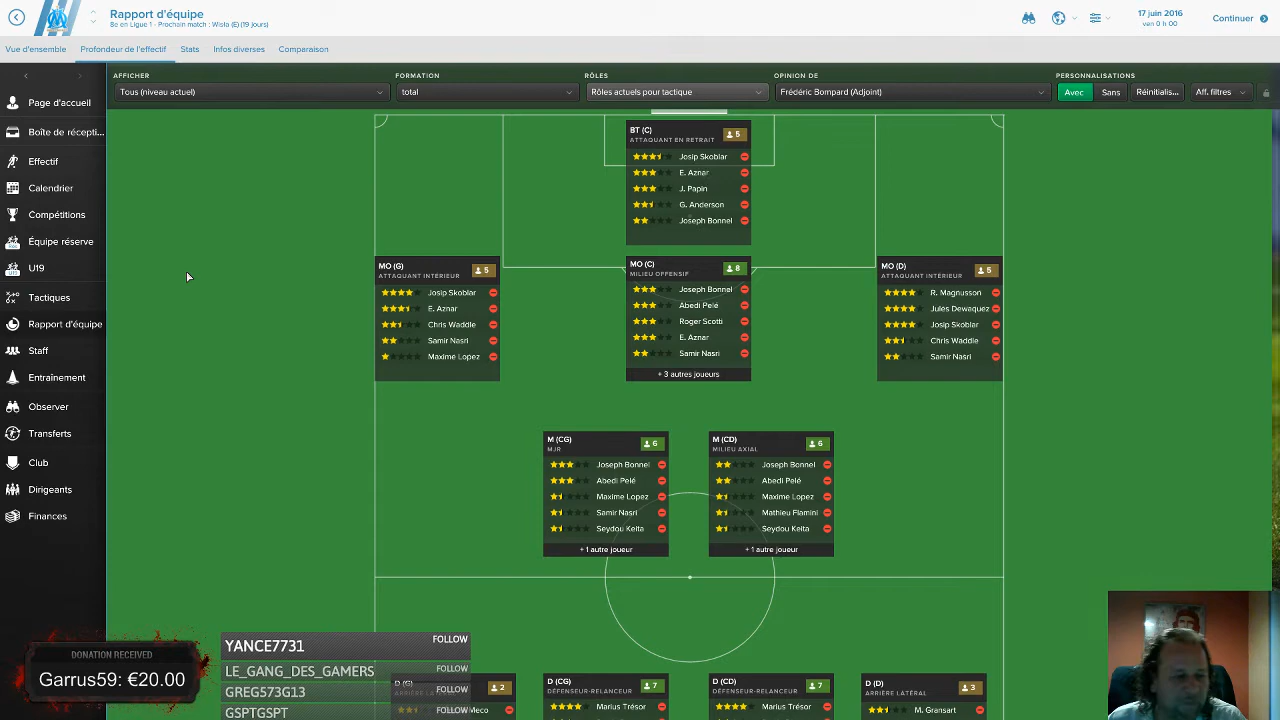 Rapport d'équipe
Be en Ligue 1 - Prochain match : Wisla (E) (19 jours)
17 juin 2016
ven 0 h 00
Continuer
Vue d'ensemble
Profondeur de l'effectif
Stats
Infos diverses
Comparaison
AFFICHER
FORMATION
RÔLES
OPINION DE
PERSONNALISATIONS
Tous (niveau actuel)
total
Rôles actuels pour tactique
Frédéric Bompard (Adjoint)
Avec
Sans
Réinitialis...
Aff. filtres
Page d'accueil
Boîte de récepti...
Effectif
Calendrier
Compétitions
Équipe réserve
U19
Tactiques
Rapport d'équipe
Staff
Entraînement
Observer
Transferts
Club
Dirigeants
Finances
BT (C)
ATTAQUANT EN RETRAIT
5
Josip Skoblar
E. Aznar
J. Papin
G. Anderson
Joseph Bonnel
MO (G)
ATTAQUANT INTÉRIEUR
5
Josip Skoblar
E. Aznar
Chris Waddle
Samir Nasri
Maxime Lopez
MO (C)
MILIEU OFFENSIF
8
Joseph Bonnel
Abedi Pelé
Roger Scotti
E. Aznar
Samir Nasri
+ 3 autres joueurs
MO (D)
ATTAQUANT INTÉRIEUR
5
R. Magnusson
Jules Dewaquez
Josip Skoblar
Chris Waddle
Samir Nasri
M (CG)
MJR
6
Joseph Bonnel
Abedi Pelé
Maxime Lopez
Samir Nasri
Seydou Keita
+ 1 autre joueur
M (CD)
MILIEU AXIAL
6
Joseph Bonnel
Abedi Pelé
Maxime Lopez
Mathieu Flamini
Seydou Keita
+ 1 autre joueur
D (G)
2
Meco
D (CG)
DÉFENSEUR-RELANCEUR
7
Marius Trésor
D (CD)
DÉFENSEUR-RELANCEUR
7
Marius Trésor
D (D)
ARRIÈRE LATÉRAL
3
M. Gransart
DONATION RECEIVED
Garrus59: €20.00
YANCE7731 FOLLOW
LE_GANG_DES_GAMERS FOLLOW
GREG573G13 FOLLOW
GSPTGSPT FOLLOW